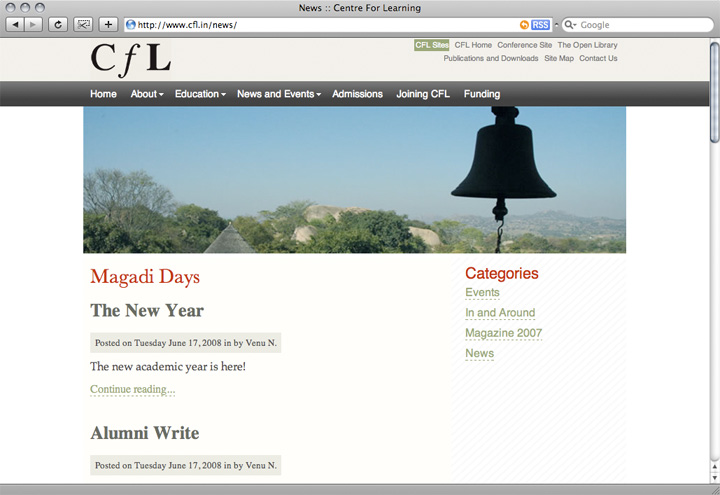 News :: Centre For Learning
http://www.cfl.in/news/
RSS
Google
CfL
CFL Sites CFL Home Conference Site The Open Library
Publications and Downloads Site Map Contact Us
Home About Education News and Events Admissions Joining CFL Funding
Magadi Days
The New Year
Posted on Tuesday June 17, 2008 in by Venu N.
The new academic year is here!
Continue reading...
Alumni Write
Posted on Tuesday June 17, 2008 in by Venu N.
Categories
Events
In and Around
Magazine 2007
News